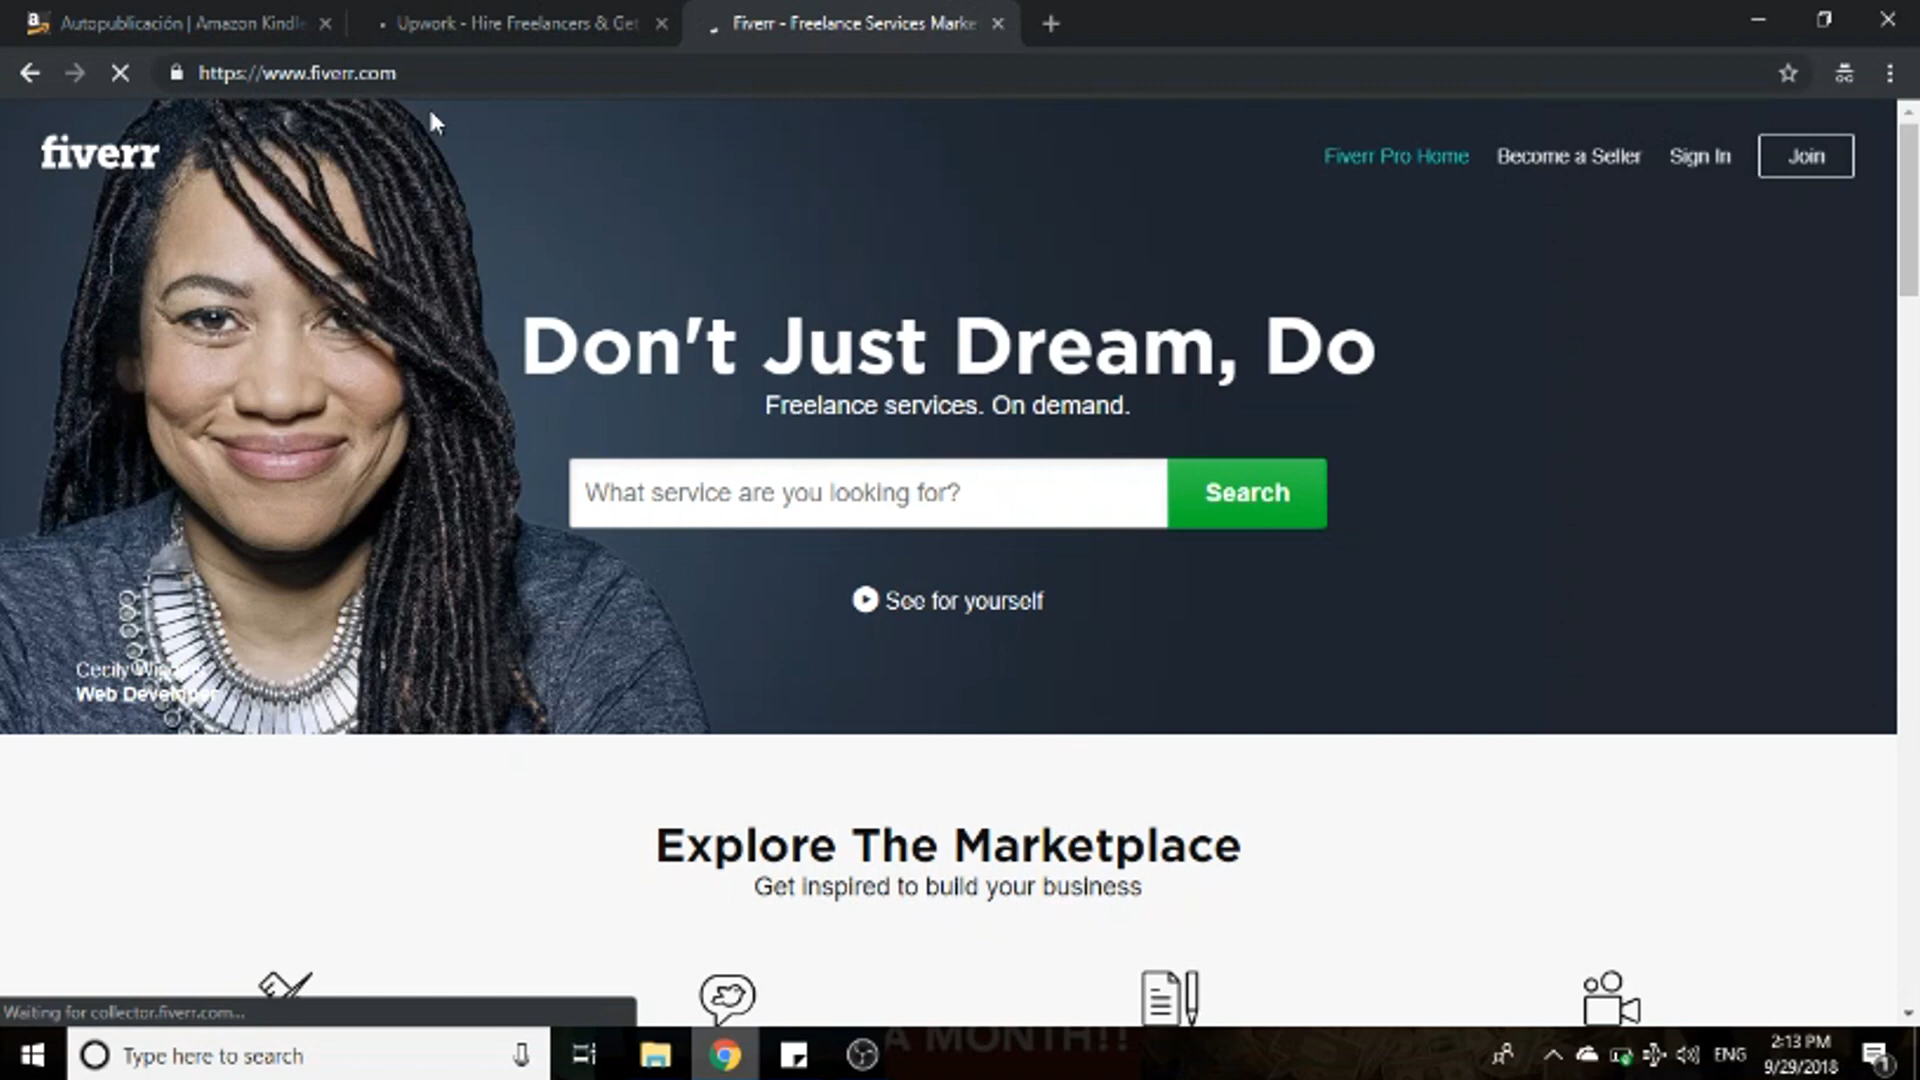 Autopublicación | Amazon Kindle
Upwork - Hire Freelancers & Get
Fiverr - Freelance Services Marke
https://www.fiverr.com
fiverr
Fiverr Pro Home
Become a Seller
Sign In
Join
Don't Just Dream, Do
Freelance services. On demand.
What service are you looking for?
Search
See for yourself
Cecily
Web Developer
Explore The Marketplace
Get inspired to build your business
Waiting for collector.fiverr.com...
Type here to search
A MONTH!!
ENG
2:13 PM
9/29/2018
1